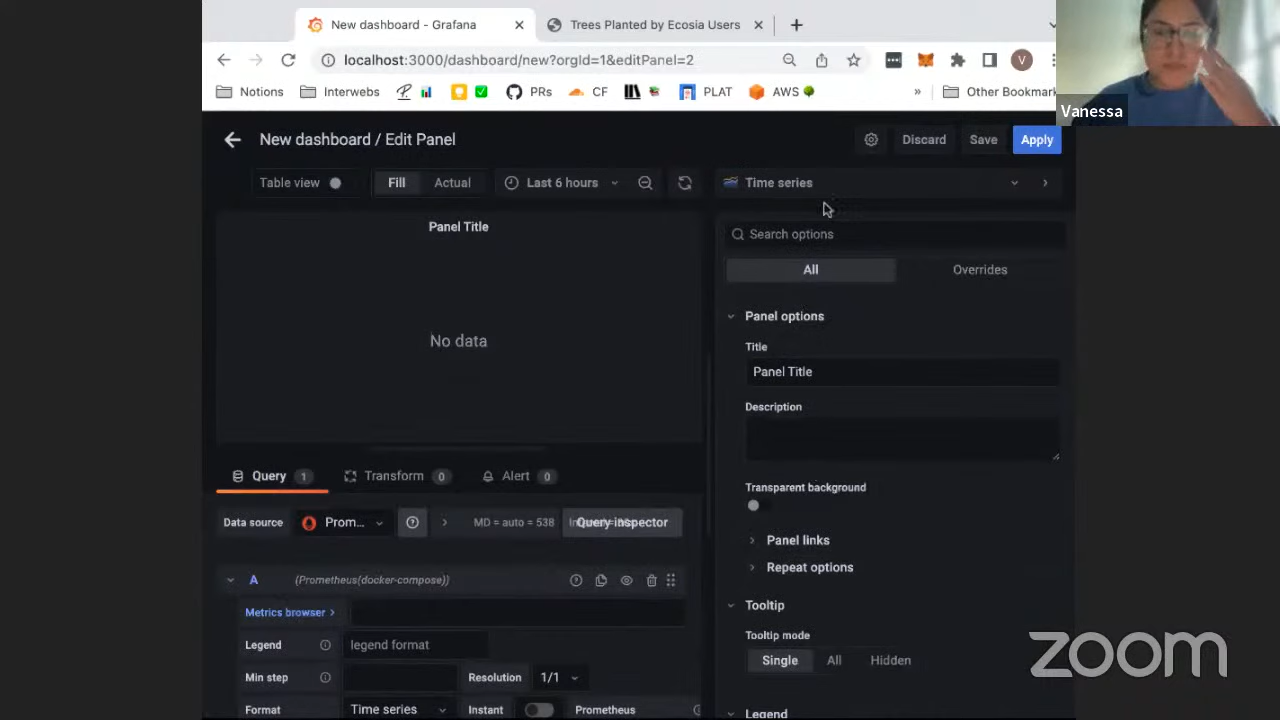 New dashboard - Grafana
Trees Planted by Ecosia Users
localhost:3000/dashboard/new?orgId=1&editPanel=2
V
Notions
Interwebs
PRs
CF
PLAT
AWS
»
Other Bookmark
Vanessa
New dashboard / Edit Panel
Discard
Save
Apply
Table view
Fill
Actual
Last 6 hours
Time series
Panel Title
Search options
All
Overrides
No data
Panel options
Title
Panel Title
Description
Transparent background
Panel links
Repeat options
Tooltip
Tooltip mode
Single
All
Hidden
Legend
Query 1
Transform 0
Alert 0
Data source
Prom...
MD = auto = 538
Query inspector
A
(Prometheus(docker-compose))
Metrics browser >
Legend
legend format
Min step
Resolution
1/1
Format
Time series
Instant
Prometheus
zoom